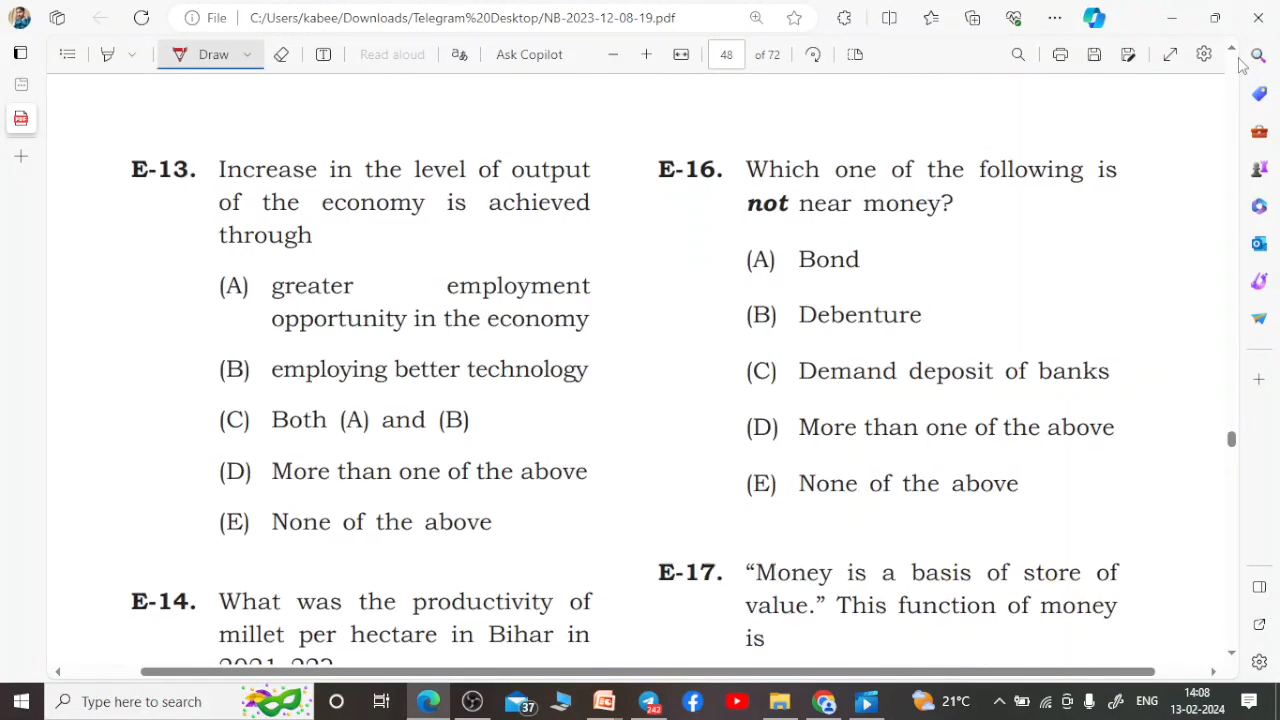 File
C:/Users/kabee/Downloads/Telegram%20Desktop/NB-2023-12-08-19.pdf
Draw
Read aloud
aあ
Ask Copilot
48
of 72
E-13. Increase in the level of output
of the economy is achieved
through
(A) greater employment
opportunity in the economy
(B) employing better technology
(C) Both (A) and (B)
(D) More than one of the above
(E) None of the above
E-14. What was the productivity of
millet per hectare in Bihar in
2021-22?
E-16. Which one of the following is
not near money?
(A) Bond
(B) Debenture
(C) Demand deposit of banks
(D) More than one of the above
(E) None of the above
E-17. “Money is a basis of store of
value.” This function of money
is
Type here to search
37
242
21°C
ENG
14:08
13-02-2024